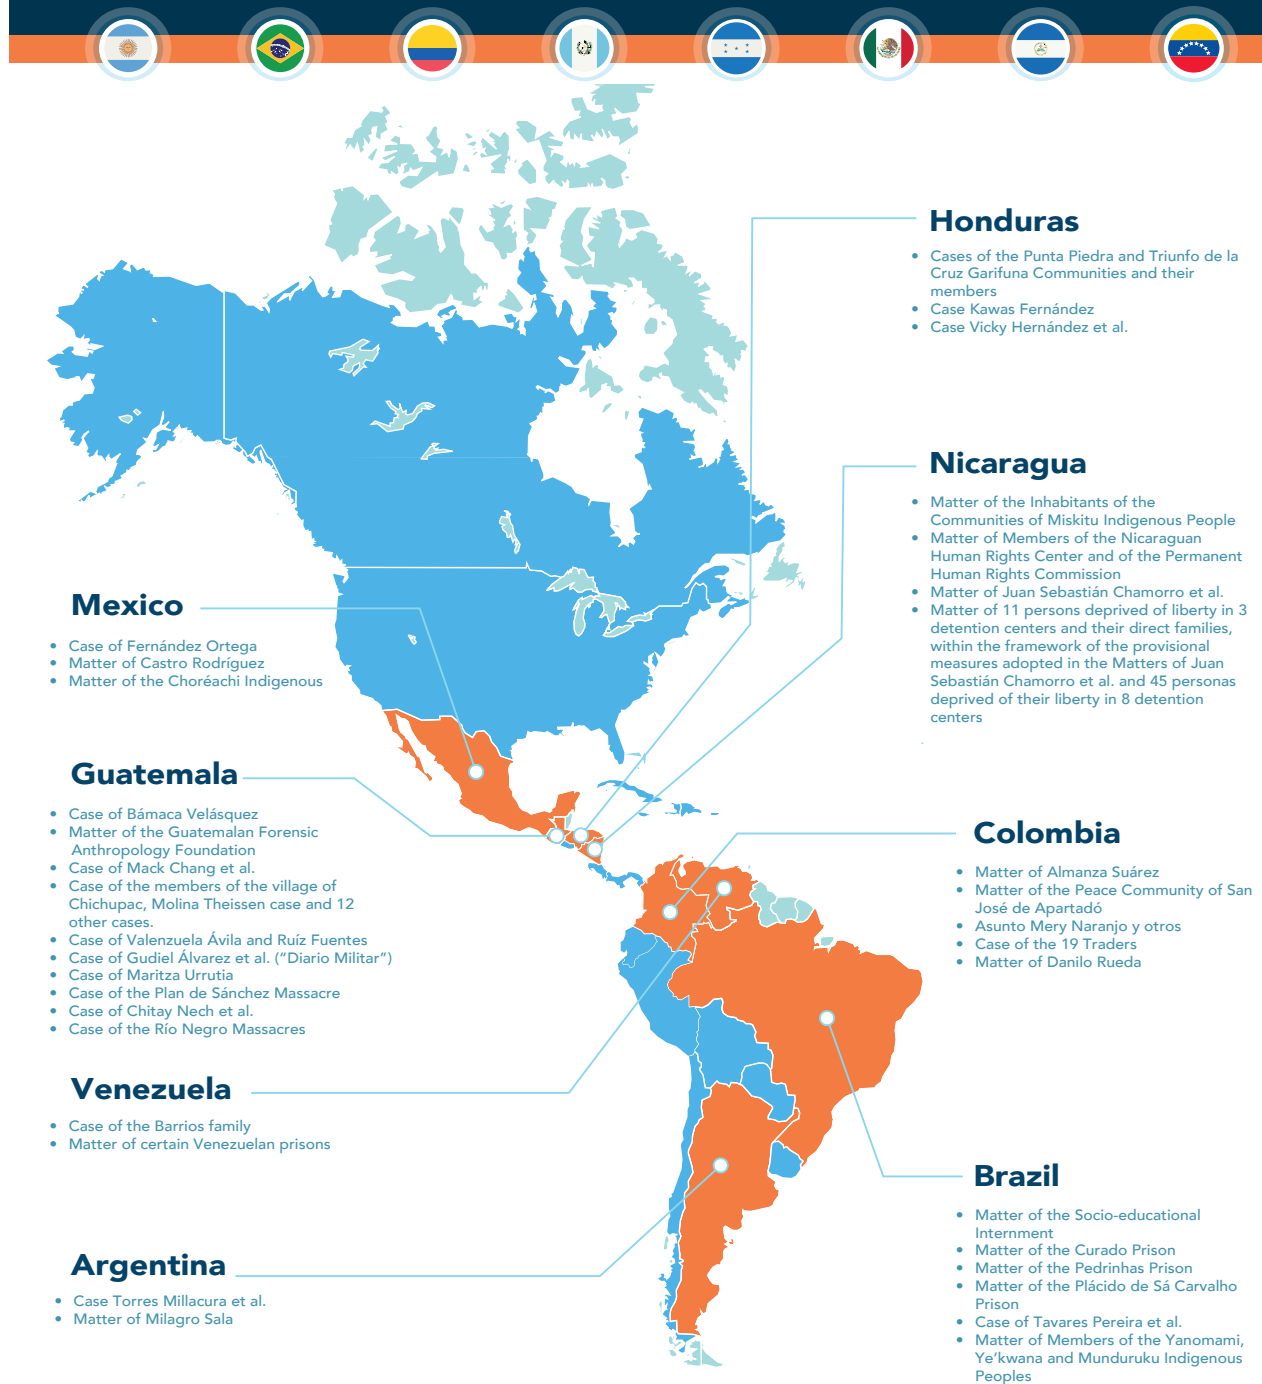 Honduras
• Cases of the Punta Piedra and Triunfo de la
Cruz Garifuna Communities and their
members
• Case Kawas Fernández
• Case Vicky Hernández et al.
Nicaragua
• Matter of the Inhabitants of the
Communities of Miskitu Indigenous People
• Matter of Members of the Nicaraguan
Human Rights Center and of the Permanent
Human Rights Commission
• Matter of Juan Sebastián Chamorro et al.
• Matter of 11 persons deprived of liberty in 3
detention centers and their direct families,
within the framework of the provisional
measures adopted in the Matters of Juan
Sebastián Chamorro et al. and 45 personas
deprived of their liberty in 8 detention
centers
Mexico
• Case of Fernández Ortega
• Matter of Castro Rodríguez
• Matter of the Choréachi Indigenous
Guatemala
• Case of Bámaca Velásquez
• Matter of the Guatemalan Forensic
Anthropology Foundation
• Case of Mack Chang et al.
• Case of the members of the village of
Chichupac, Molina Theissen case and 12
other cases.
• Case of Valenzuela Ávila and Ruíz Fuentes
• Case of Gudiel Álvarez et al. (“Diario Militar”)
• Case of Maritza Urrutia
• Case of the Plan de Sánchez Massacre
• Case of Chitay Nech et al.
• Case of the Río Negro Massacres
Colombia
• Matter of Almanza Suárez
• Matter of the Peace Community of San
José de Apartadó
• Asunto Mery Naranjo y otros
• Case of the 19 Traders
• Matter of Danilo Rueda
Venezuela
• Case of the Barrios family
• Matter of certain Venezuelan prisons
Brazil
• Matter of the Socio-educational
Internment
• Matter of the Curado Prison
• Matter of the Pedrinhas Prison
• Matter of the Plácido de Sá Carvalho
Prison
• Case of Tavares Pereira et al.
• Matter of Members of the Yanomami,
Ye’kwana and Munduruku Indigenous
Peoples
Argentina
• Case Torres Millacura et al.
• Matter of Milagro Sala